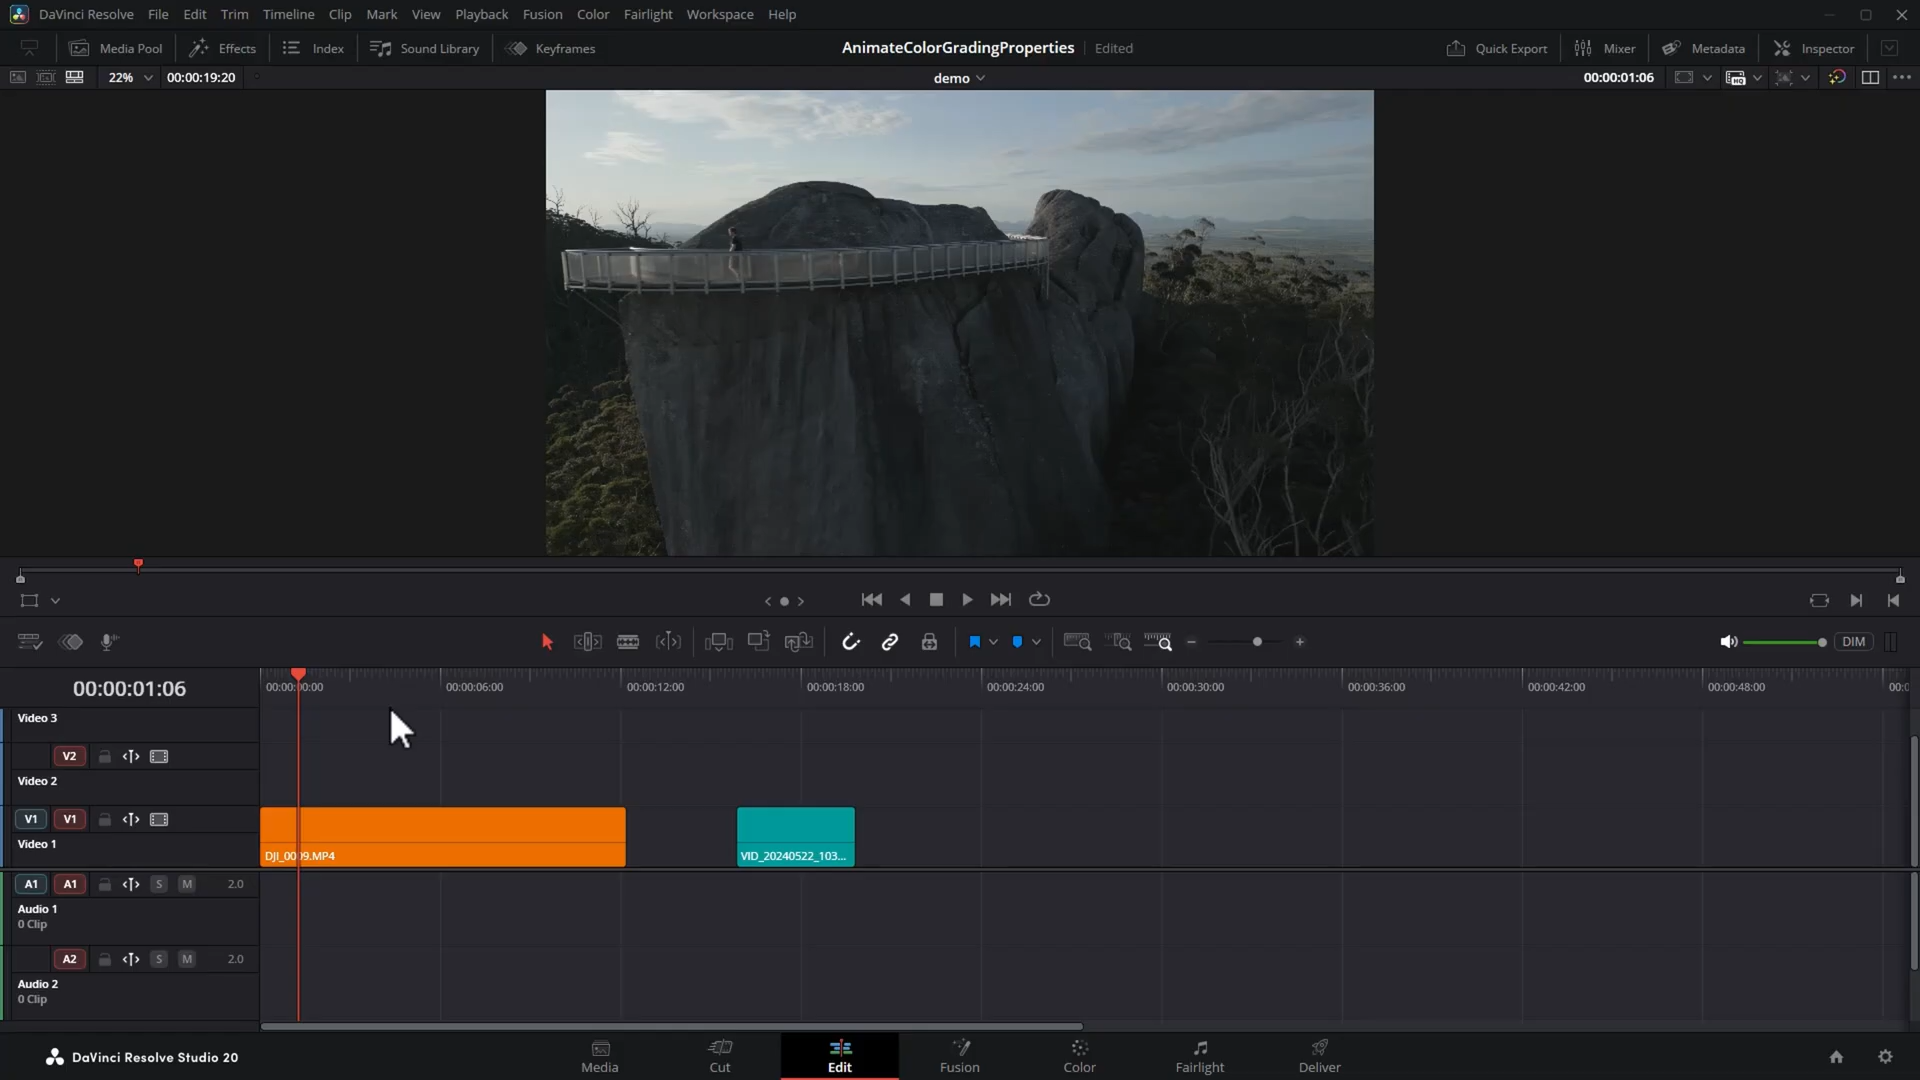 DaVinci Resolve File Edit Trim Timeline Clip Mark View Playback Fusion Color Fairlight Workspace Help
Media Pool Effects Index Sound Library Keyframes AnimateColorGradingProperties Edited Quick Export Mixer Metadata Inspector
22% 00:00:19:20 demo 00:00:01:06 HQ
DIM
00:00:01:06 00:00:00:00 00:00:06:00 00:00:12:00 00:00:18:00 00:00:24:00 00:00:30:00 00:00:36:00 00:00:42:00 00:00:48:00
Video 3
V2
Video 2
V1 V1
Video 1
DJI_0009.MP4 VID_20240522_103...
A1 A1 S M 2.0
Audio 1
0 Clip
A2 S M 2.0
Audio 2
0 Clip
DaVinci Resolve Studio 20
Media Cut Edit Fusion Color Fairlight Deliver